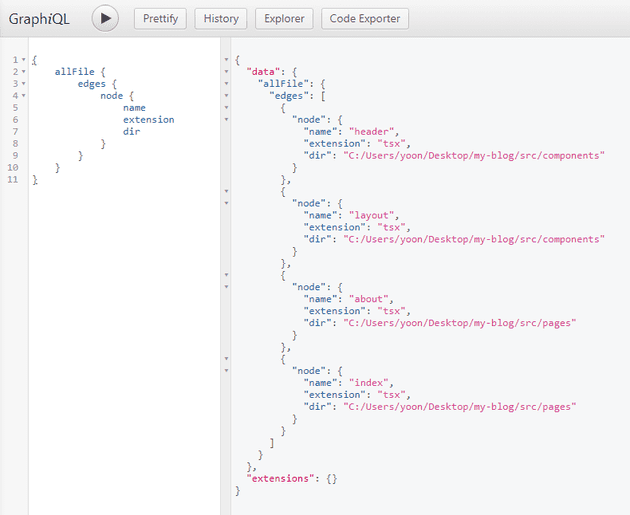 GraphiQL Prettify History Explorer Code Exporter
1 {
2 allFile {
3 edges {
4 node {
5 name
6 extension
7 dir
8 }
9 }
10 }
11 }
{
"data": {
"allFile": {
"edges": [
{
"node": {
"name": "header",
"extension": "tsx",
"dir": "C:/Users/yoon/Desktop/my-blog/src/components"
}
},
{
"node": {
"name": "layout",
"extension": "tsx",
"dir": "C:/Users/yoon/Desktop/my-blog/src/components"
}
},
{
"node": {
"name": "about",
"extension": "tsx",
"dir": "C:/Users/yoon/Desktop/my-blog/src/pages"
}
},
{
"node": {
"name": "index",
"extension": "tsx",
"dir": "C:/Users/yoon/Desktop/my-blog/src/pages"
}
}
]
}
},
"extensions": {}
}